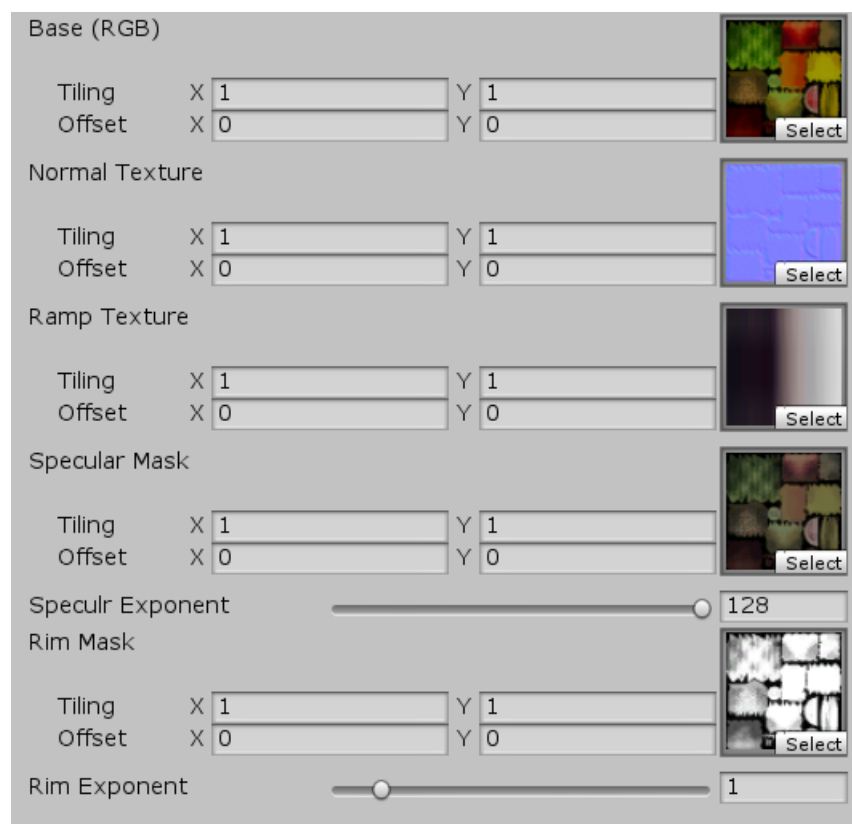 Base (RGB)
Tiling X 1 Y 1
Offset X 0 Y 0
Select
Normal Texture
Tiling X 1 Y 1
Offset X 0 Y 0
Select
Ramp Texture
Tiling X 1 Y 1
Offset X 0 Y 0
Select
Specular Mask
Tiling X 1 Y 1
Offset X 0 Y 0
Select
Speculr Exponent 128
Rim Mask
Tiling X 1 Y 1
Offset X 0 Y 0
Select
Rim Exponent 1